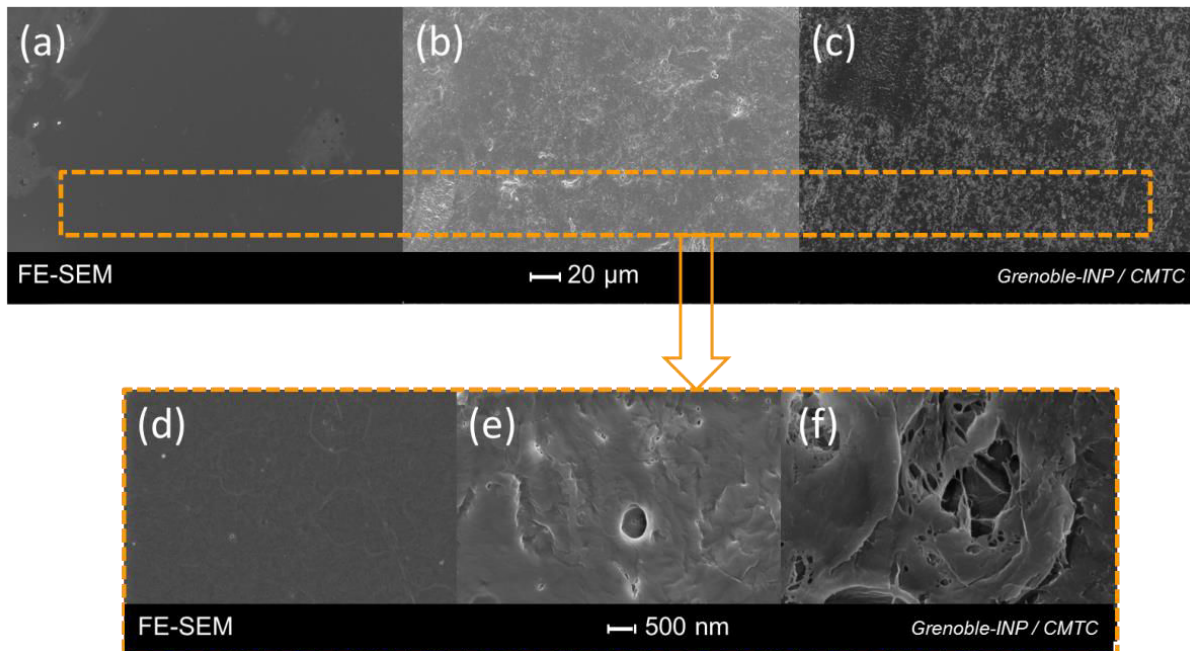 (a) (b) (c)
FE-SEM 20 µm Grenoble-INP / CMTC
(d) (e) (f)
FE-SEM 500 nm Grenoble-INP / CMTC